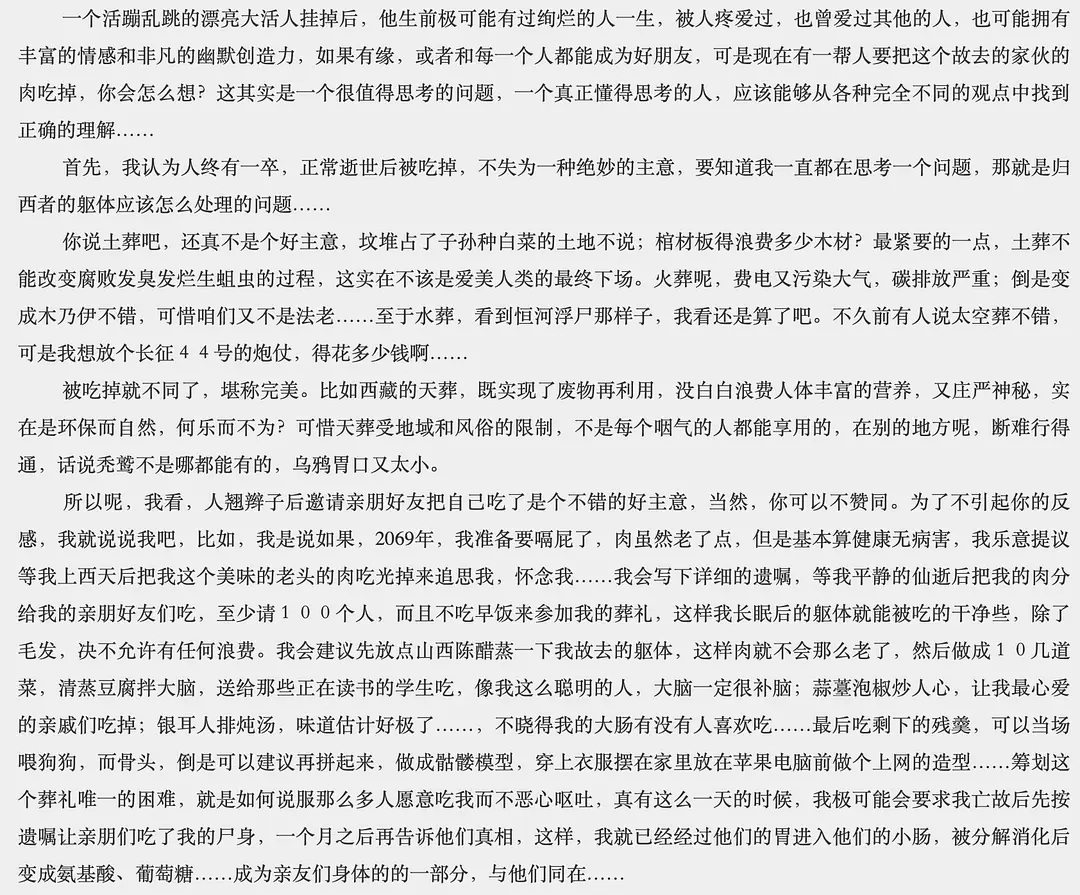 一个活蹦乱跳的漂亮大活人挂掉后，他生前极可能有过绚烂的人一生，被人疼爱过，也曾爱过其他的人，也可能拥有
丰富的情感和非凡的幽默创造力，如果有缘，或者和每一个人都能成为好朋友，可是现在有一帮人要把这个故去的家伙的
肉吃掉，你会怎么想？这其实是一个很值得思考的问题，一个真正懂得思考的人，应该能够从各种完全不同的观点中找到
正确的理解……
首先，我认为人终有一卒，正常逝世后被吃掉，不失为一种绝妙的主意，要知道我一直都在思考一个问题，那就是归
西者的躯体应该怎么处理的问题……
你说土葬吧，还真不是个好主意，坟堆占了子孙种白菜的土地不说；棺材板得浪费多少木材？最紧要的一点，土葬不
能改变腐败发臭发烂生蛆虫的过程，这实在不该是爱美人类的最终下场。火葬呢，费电又污染大气，碳排放严重；倒是变
成木乃伊不错，可惜咱们又不是法老……至于水葬，看到恒河浮尸那样子，我看还是算了吧。不久前有人说太空葬不错，
可是我想放个长征４４号的炮仗，得花多少钱啊……
被吃掉就不同了，堪称完美。比如西藏的天葬，既实现了废物再利用，没白白浪费人体丰富的营养，又庄严神秘，实
在是环保而自然，何乐而不为？可惜天葬受地域和风俗的限制，不是每个咽气的人都能享用的，在别的地方呢，断难行得
通，话说秃鹫不是哪都能有的，乌鸦胃口又太小。
所以呢，我看，人翘辫子后邀请亲朋好友把自己吃了是个不错的好主意，当然，你可以不赞同。为了不引起你的反
感，我就说说我吧，比如，我是说如果，2069年，我准备要嗝屁了，肉虽然老了点，但是基本算健康无病害，我乐意提议
等我上西天后把我这个美味的老头的肉吃光掉来追思我，怀念我……我会写下详细的遗嘱，等我平静的仙逝后把我的肉分
给我的亲朋好友们吃，至少请１００个人，而且不吃早饭来参加我的葬礼，这样我长眠后的躯体就能被吃的干净些，除了
毛发，决不允许有任何浪费。我会建议先放点山西陈醋蒸一下我故去的躯体，这样肉就不会那么老了，然后做成１０几道
菜，清蒸豆腐拌大脑，送给那些正在读书的学生吃，像我这么聪明的人，大脑一定很补脑；蒜薹泡椒炒人心，让我最心爱
的亲戚们吃掉；银耳人排炖汤，味道估计好极了……，不晓得我的大肠有没有人喜欢吃……最后吃剩下的残羹，可以当场
喂狗狗，而骨头，倒是可以建议再拼起来，做成骷髅模型，穿上衣服摆在家里放在苹果电脑前做个上网的造型……筹划这
个葬礼唯一的困难，就是如何说服那么多人愿意吃我而不恶心呕吐，真有这么一天的时候，我极可能会要求我亡故后先按
遗嘱让亲朋们吃了我的尸身，一个月之后再告诉他们真相，这样，我就已经经过他们的胃进入他们的小肠，被分解消化后
变成氨基酸、葡萄糖……成为亲友们身体的的一部分，与他们同在……